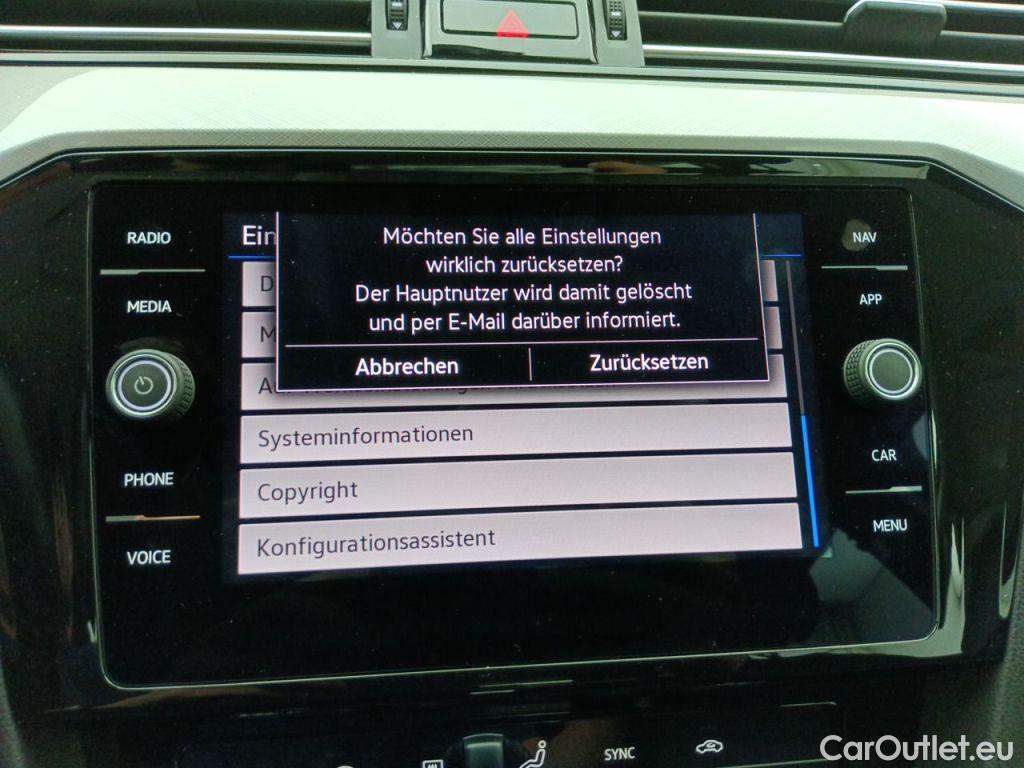 RADIO
MEDIA
PHONE
VOICE
Ein
Möchten Sie alle Einstellungen
wirklich zurücksetzen?
Der Hauptnutzer wird damit gelöscht
und per E-Mail darüber informiert.
Abbrechen
Zurücksetzen
D
M
Systeminformationen
Copyright
Konfigurationsassistent
NAV
APP
CAR
MENU
SYNC
CarOutlet.eu